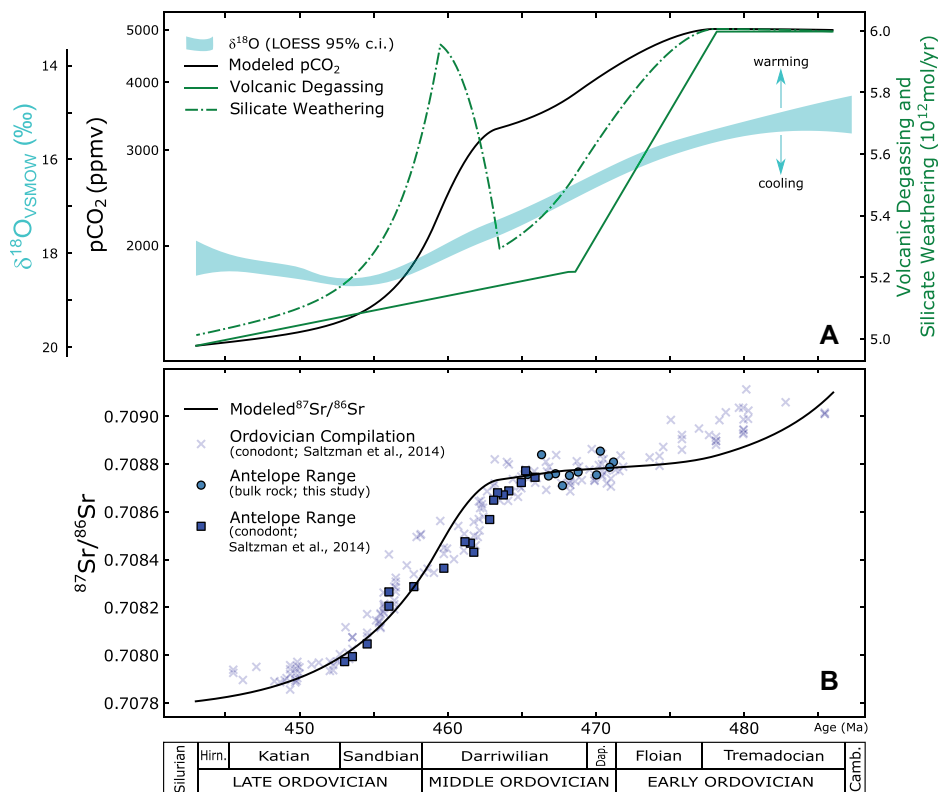 δ18O (LOESS 95% c.i.)
Modeled pCO2
Volcanic Degassing
Silicate Weathering
warming
cooling
A
14
16
18
20
δ18OVSMOW (‰)
5000
4000
3000
2000
pCO2 (ppmv)
6.0
5.8
5.6
5.4
5.2
5.0
Volcanic Degassing and
Silicate Weathering (1012mol/yr)
Modeled87Sr/86Sr
Ordovician Compilation
(conodont; Saltzman et al., 2014)
Antelope Range
(bulk rock; this study)
Antelope Range
(conodont;
Saltzman et al., 2014)
B
0.7090
0.7088
0.7086
0.7084
0.7082
0.7080
0.7078
87Sr/86Sr
450
460
470
480
Age (Ma)
Silurian
Hirn.
Katian
Sandbian
Darriwilian
Dap.
Floian
Tremadocian
Camb.
LATE ORDOVICIAN
MIDDLE ORDOVICIAN
EARLY ORDOVICIAN